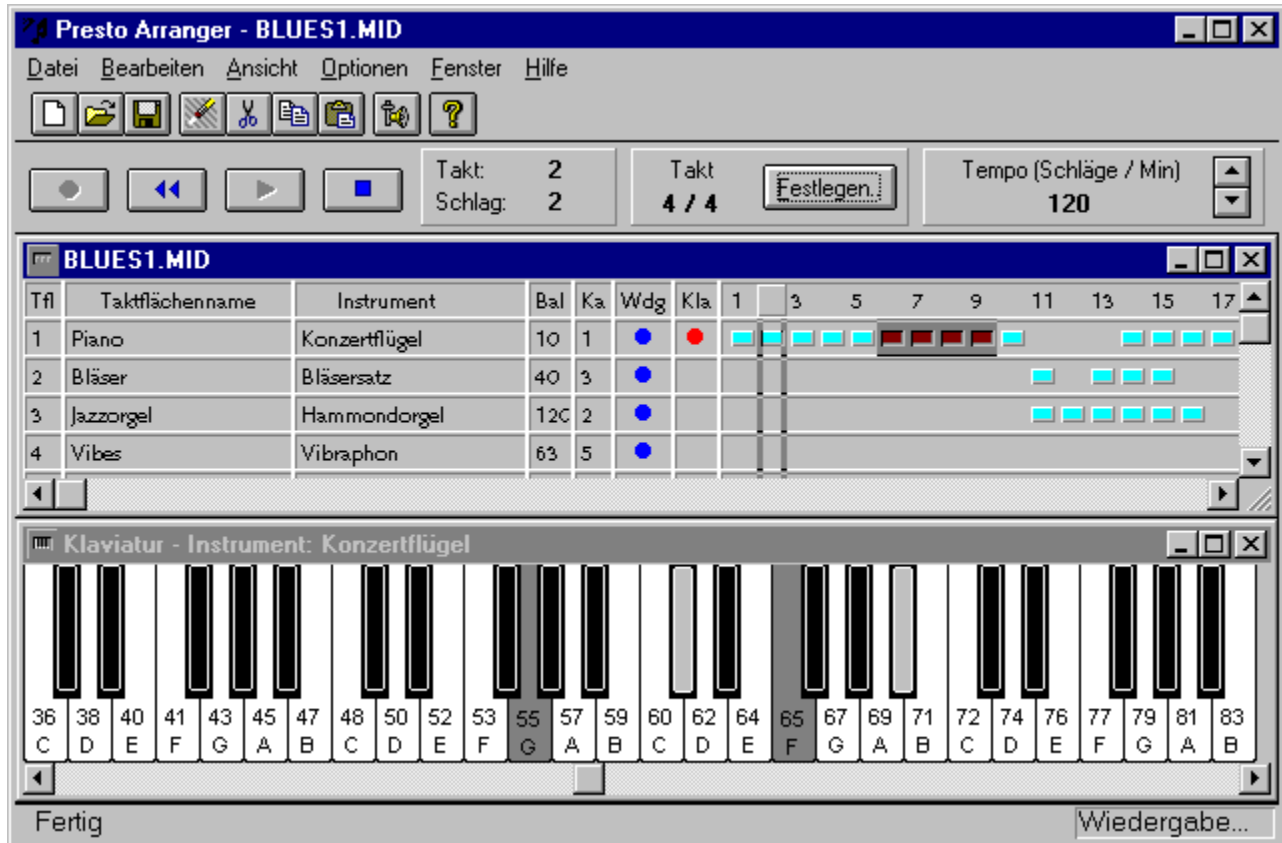 Presto Arranger - BLUES1.MID
Datei Bearbeiten Ansicht Optionen Fenster Hilfe
Takt: 2
Schlag: 2
Takt
4 / 4
Festlegen..
Tempo (Schläge / Min)
120
BLUES1.MID
Tfl Taktflächenname Instrument Bal Ka Wdg Kla 1 3 5 7 9 11 13 15 17
1 Piano Konzertflügel 10 1
2 Bläser Bläsersatz 40 3
3 Jazzorgel Hammondorgel 120 2
4 Vibes Vibraphon 63 5
Klaviatur - Instrument: Konzertflügel
36 38 40 41 43 45 47 48 50 52 53 55 57 59 60 62 64 65 67 69 71 72 74 76 77 79 81 83
C D E F G A B C D E F G A B C D E F G A B C D E F G A B
Fertig
Wiedergabe...